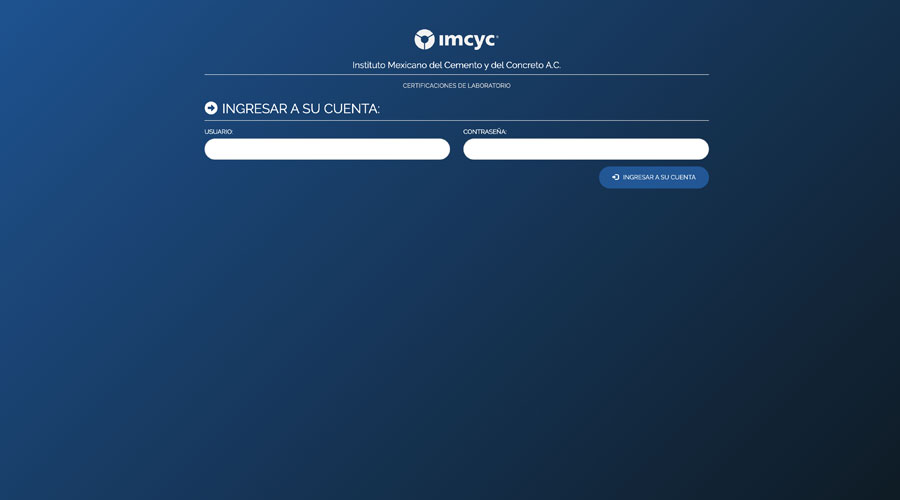 imcyc®
Instituto Mexicano del Cemento y del Concreto A.C.
CERTIFICACIONES DE LABORATORIO
INGRESAR A SU CUENTA:
USUARIO: CONTRASEÑA:
INGRESAR A SU CUENTA